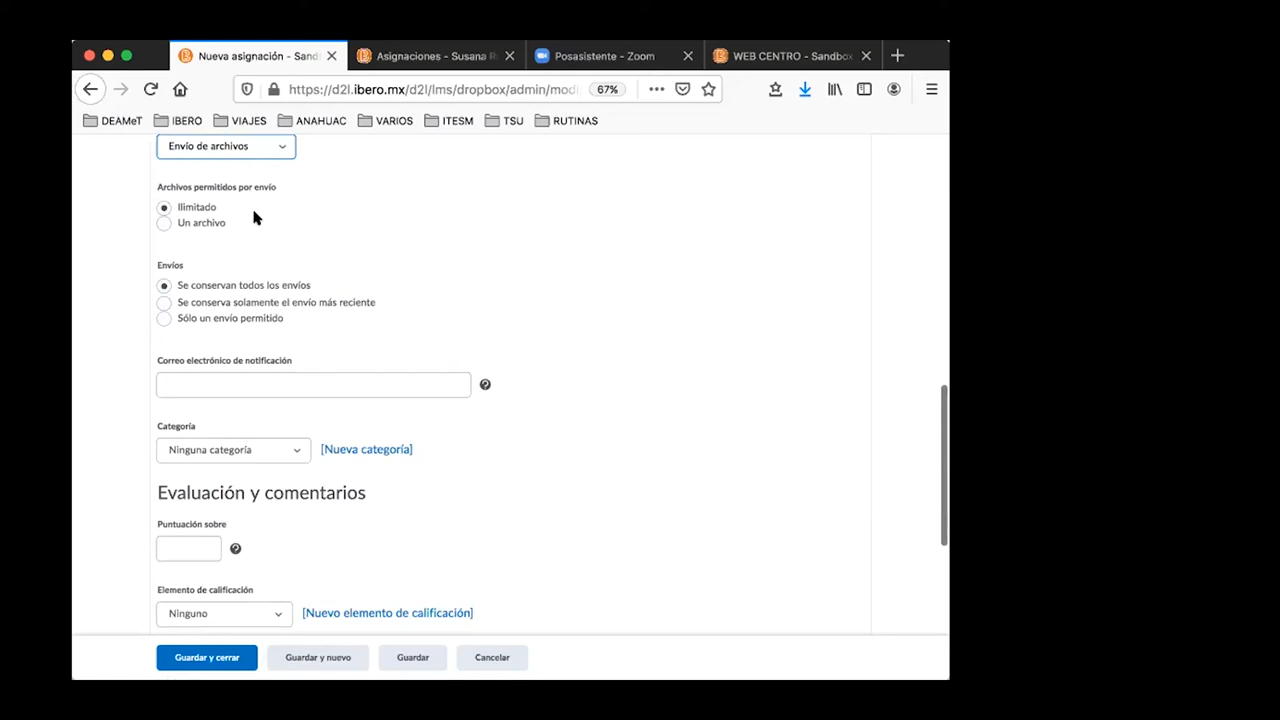 Nueva asignación - Sand
Asignaciones - Susana R
Posasistente - Zoom
WEB CENTRO - Sandbox
https://d2l.ibero.mx/d2l/lms/dropbox/admin/modi
67%
DEAMeT
IBERO
VIAJES
ANAHUAC
VARIOS
ITESM
TSU
RUTINAS
Envío de archivos
Archivos permitidos por envío
Ilimitado
Un archivo
Envíos
Se conservan todos los envíos
Se conserva solamente el envío más reciente
Sólo un envío permitido
Correo electrónico de notificación
Categoría
Ninguna categoría
[Nueva categoría]
Evaluación y comentarios
Puntuación sobre
Elemento de calificación
Ninguno
[Nuevo elemento de calificación]
Guardar y cerrar
Guardar y nuevo
Guardar
Cancelar